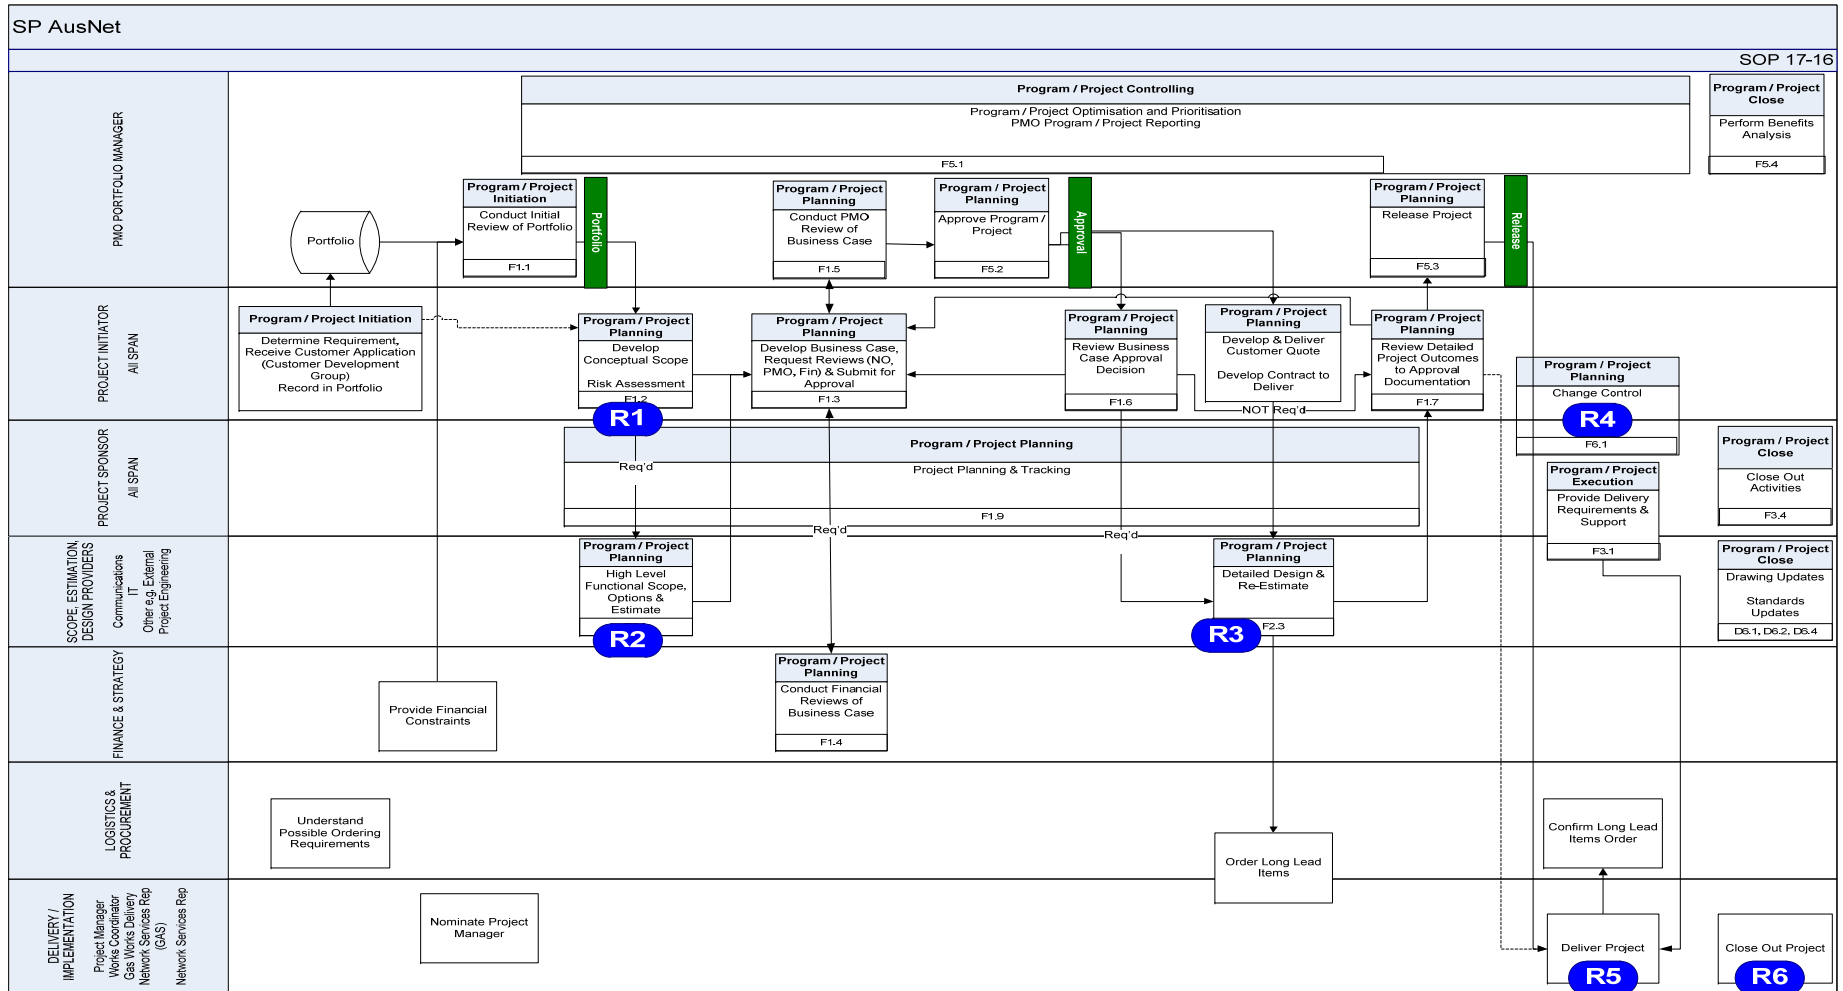 SP AusNet
SOP 17-16
PMO PORTFOLIO MANAGER
Program / Project Controlling
Program / Project Optimisation and Prioritisation
PMO Program / Project Reporting
F5.1
Program / Project
Close
Perform Benefits
Analysis
F5.4
Portfolio
Program / Project
Initiation
Conduct Initial
Review of Portfolio
F1.1
Portfolio
Program / Project
Planning
Conduct PMO
Review of
Business Case
F1.5
Program / Project
Planning
Approve Program /
Project
F5.2
Approval
Program / Project
Planning
Release Project
F5.3
Release
PROJECT INITIATOR
All SPAN
Program / Project Initiation
Determine Requirement,
Receive Customer Application
(Customer Development
Group)
Record in Portfolio
Program / Project
Planning
Develop
Conceptual Scope
Risk Assessment
F1.2
R1
Program / Project
Planning
Develop Business Case,
Request Reviews (NO,
PMO, Fin) & Submit for
Approval
F1.3
Program / Project
Planning
Review Business
Case Approval
Decision
F1.6
Program / Project
Planning
Develop & Deliver
Customer Quote
Develop Contract to
Deliver
NOT Req'd
Program / Project
Planning
Review Detailed
Project Outcomes
to Approval
Documentation
F1.7
Program / Project
Planning
Change Control
R4
F6.1
PROJECT SPONSOR
All SPAN
Program / Project Planning
Project Planning & Tracking
F1.9
Req'd
Req'd
Req'd
Program / Project
Execution
Provide Delivery
Requirements &
Support
F3.1
Program / Project
Close
Close Out
Activities
F3.4
SCOPE, ESTIMATION,
DESIGN PROVIDERS
Communications
IT
Other e.g, External
Project Engineering
Program / Project
Planning
High Level
Functional Scope,
Options &
Estimate
R2
Program / Project
Planning
Detailed Design &
Re-Estimate
F2.3
R3
Program / Project
Close
Drawing Updates
Standards
Updates
D6.1, D6.2, D6.4
FINANCE & STRATEGY
Provide Financial
Constraints
Program / Project
Planning
Conduct Financial
Reviews of
Business Case
F1.4
LOGISTICS &
PROCUREMENT
Understand
Possible Ordering
Requirements
Order Long Lead
Items
Confirm Long Lead
Items Order
DELIVERY /
IMPLEMENTATION
Project Manager
Works Coordinator
Gas Works Delivery
Network Services Rep
(GAS)
Network Services Rep
Nominate Project
Manager
Deliver Project
R5
Close Out Project
R6